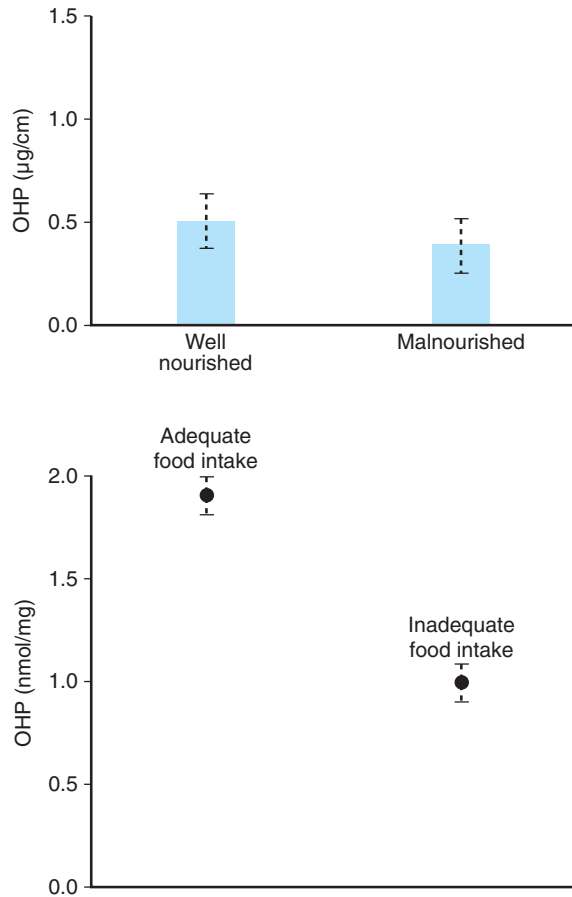 1.5
1.0
0.5
0.0
OHP (µg/cm)
Well
nourished
Malnourished
Adequate
food intake
2.0
1.5
1.0
0.5
0.0
OHP (nmol/mg)
Inadequate
food intake